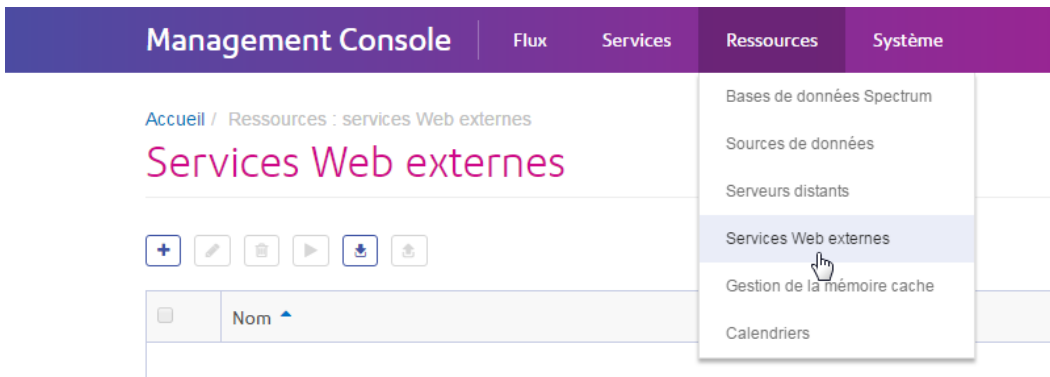 Management Console Flux Services Ressources Système
Bases de données Spectrum
Accueil / Ressources : services Web externes
Sources de données
Services Web externes
Serveurs distants
Services Web externes
Gestion de la mémoire cache
Nom
Calendriers